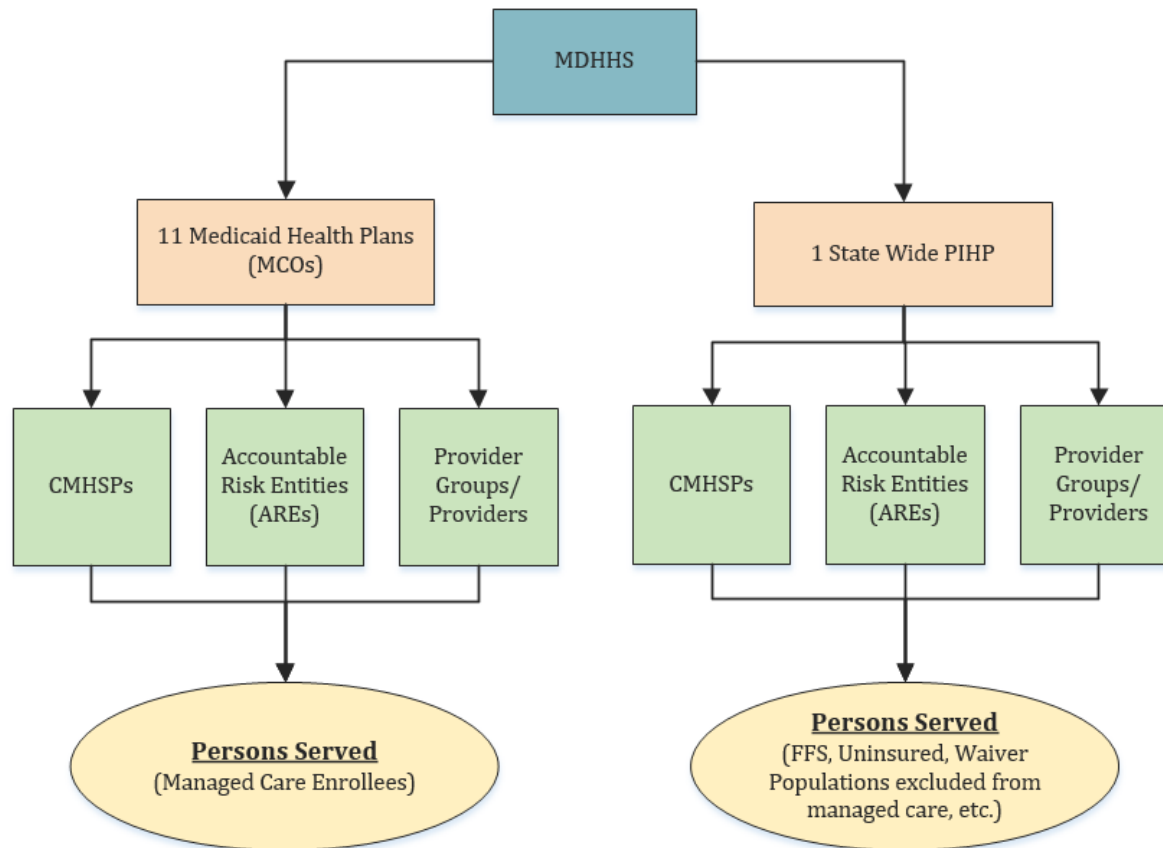 MDHHS
11 Medicaid Health Plans
(MCOs)
1 State Wide PIHP
CMHSPs
Accountable
Risk Entities
(AREs)
Provider
Groups/
Providers
CMHSPs
Accountable
Risk Entities
(AREs)
Provider
Groups/
Providers
Persons Served
(Managed Care Enrollees)
Persons Served
(FFS, Uninsured, Waiver
Populations excluded from
managed care, etc.)